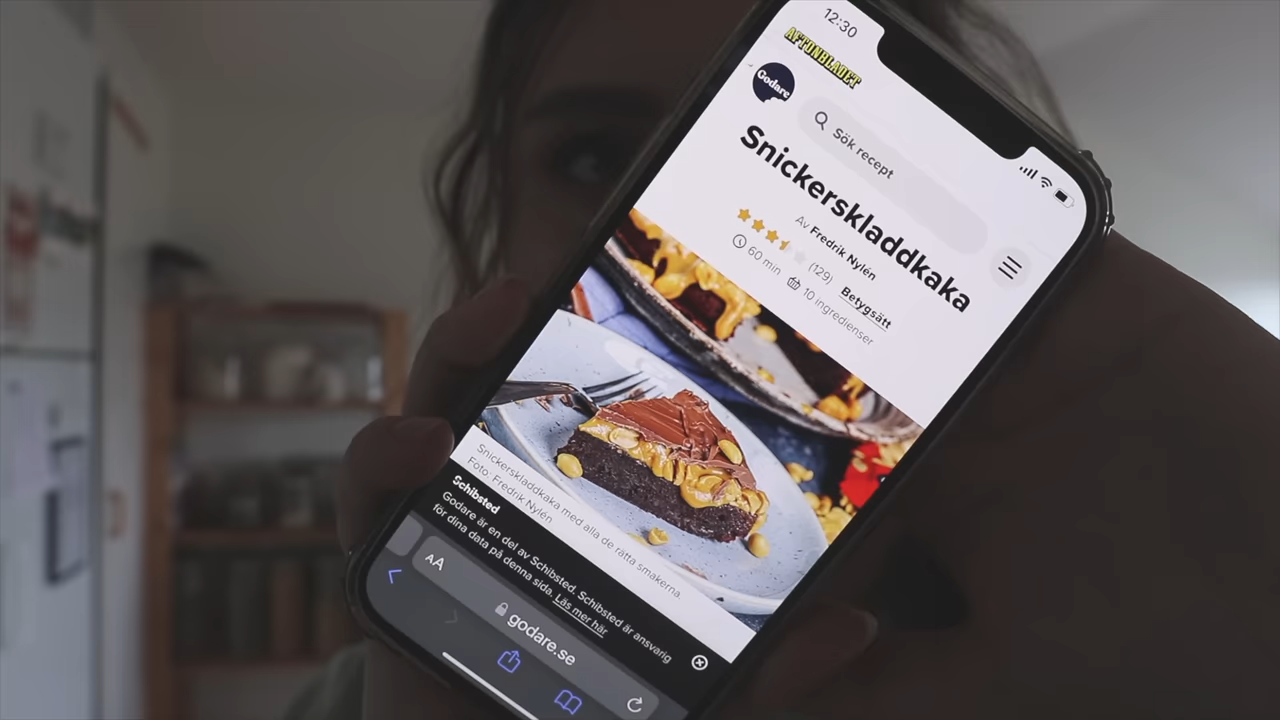 12:30
AFTONBLADET
Godare
Sök recept
Snickerskladdkaka
Av Fredrik Nylén
(129) Betygsätt
60 min 10 ingredienser
Snickerskladdkaka med alla de rätta smakerna.
Foto: Fredrik Nylén
Schibsted
Godare är en del av Schibsted. Schibsted är ansvarig
för dina data på denna sida. Läs mer här
AA
godare.se